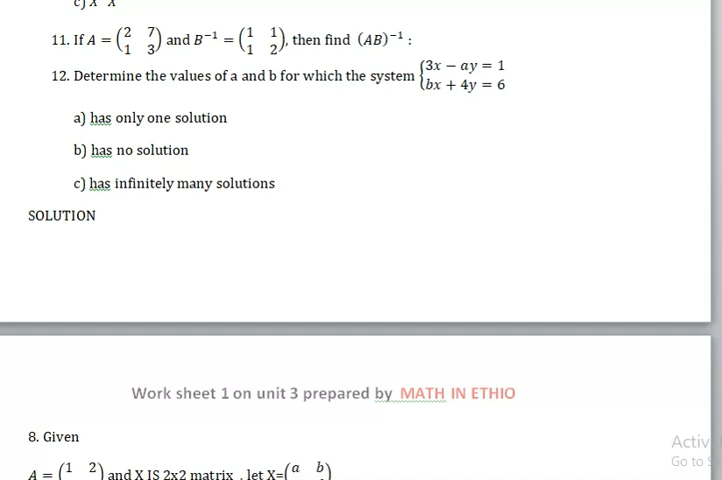 c) X X
11. If A = (2 7
1 3) and B⁻¹ = (1 1
1 2), then find (AB)⁻¹ :
12. Determine the values of a and b for which the system {3x − ay = 1
bx + 4y = 6
a) has only one solution
b) has no solution
c) has infinitely many solutions
SOLUTION
Work sheet 1 on unit 3 prepared by MATH IN ETHIO
8. Given
A = (1 2) and X IS 2x2 matrix , let X=(a b)
Activ
Go to S